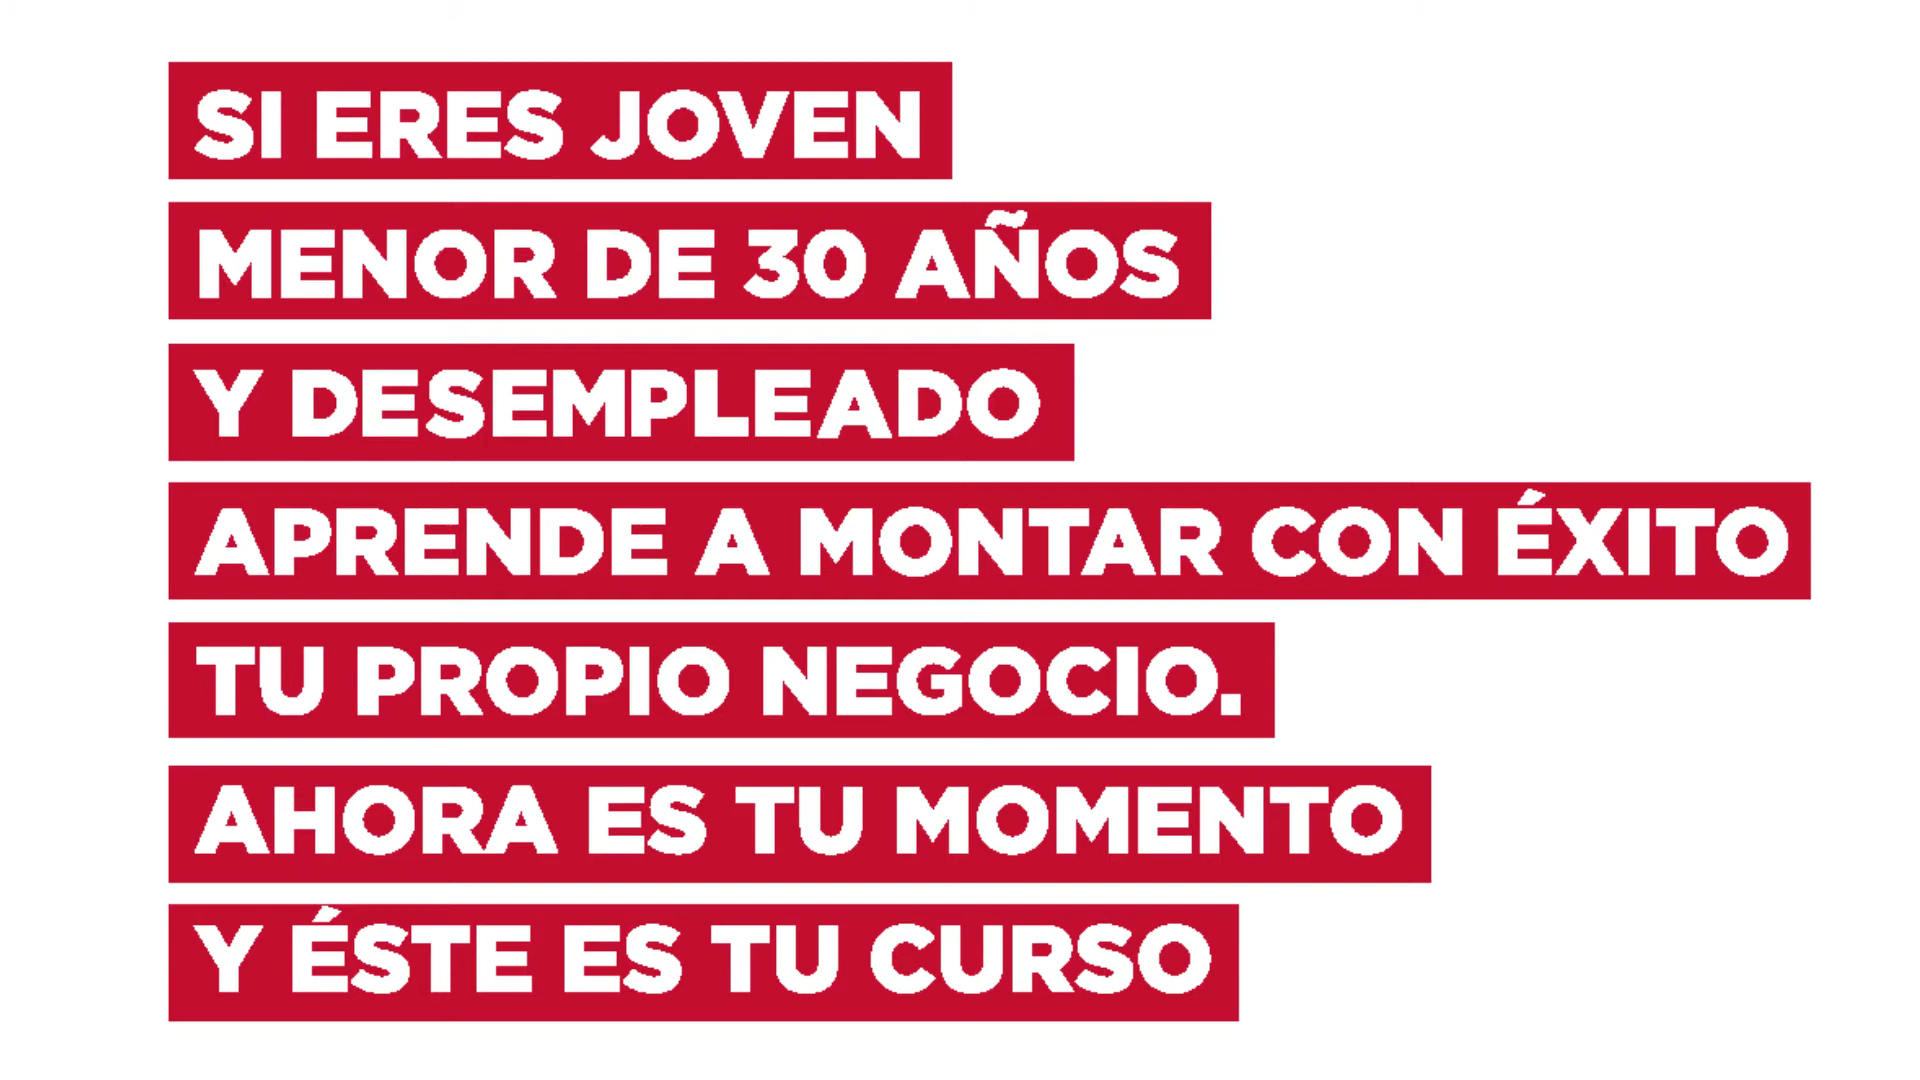 SI ERES JOVEN
MENOR DE 30 AÑOS
Y DESEMPLEADO
APRENDE A MONTAR CON ÉXITO
TU PROPIO NEGOCIO.
AHORA ES TU MOMENTO
Y ÉSTE ES TU CURSO